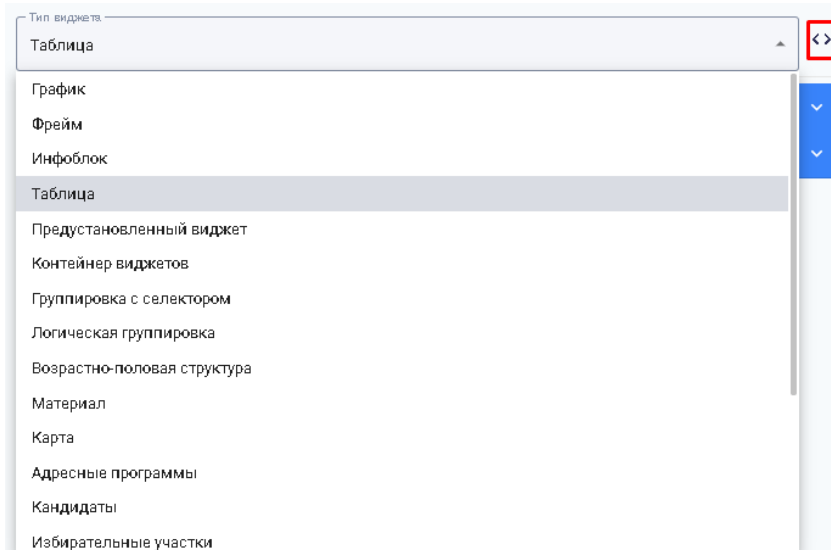 Тип виджета
Таблица
График
Фрейм
Инфоблок
Таблица
Предустановленный виджет
Контейнер виджетов
Группировка с селектором
Логическая группировка
Возрастно-половая структура
Материал
Карта
Адресные программы
Кандидаты
Избирательные участки